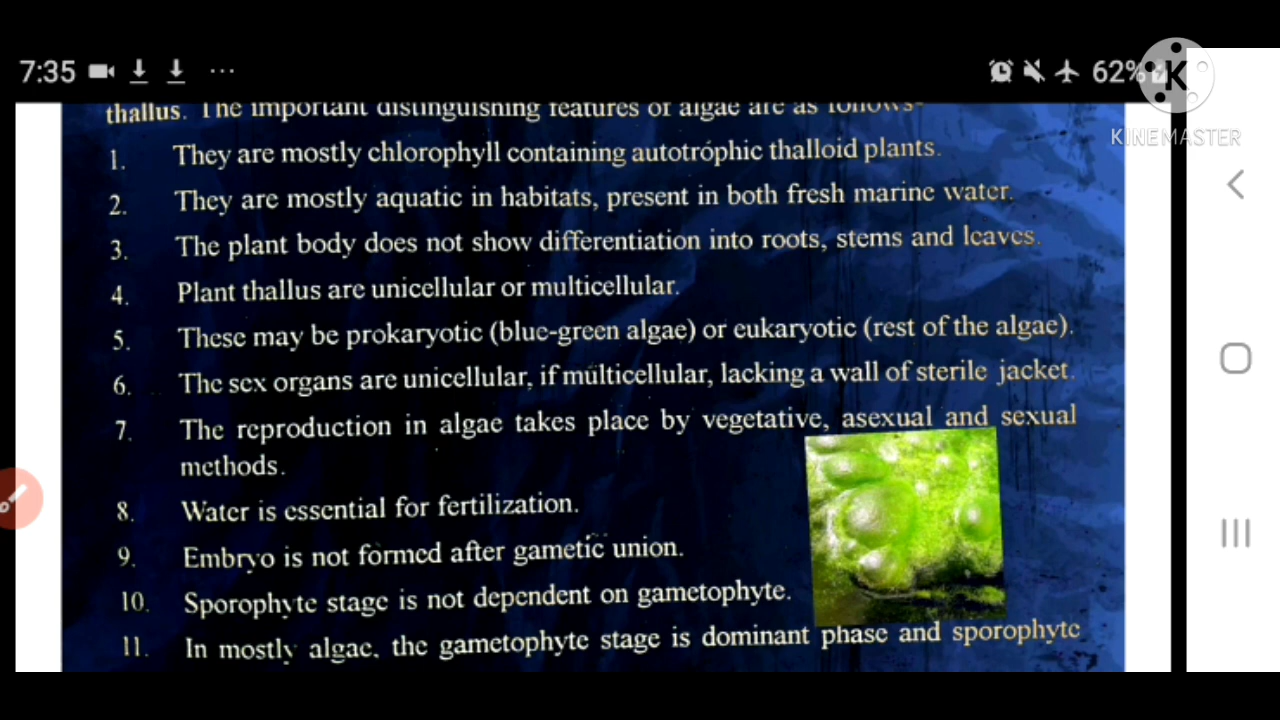 7:35
62%
KINEMASTER
thallus. The important distinguishing features of algae are as follows-
1. They are mostly chlorophyll containing autotrophic thalloid plants.
2. They are mostly aquatic in habitats, present in both fresh marine water.
3. The plant body does not show differentiation into roots, stems and leaves.
4. Plant thallus are unicellular or multicellular.
5. These may be prokaryotic (blue-green algae) or eukaryotic (rest of the algae).
6. The sex organs are unicellular, if multicellular, lacking a wall of sterile jacket.
7. The reproduction in algae takes place by vegetative, asexual and sexual
methods.
8. Water is essential for fertilization.
9. Embryo is not formed after gametic union.
10. Sporophyte stage is not dependent on gametophyte.
11. In mostly algae, the gametophyte stage is dominant phase and sporophyte